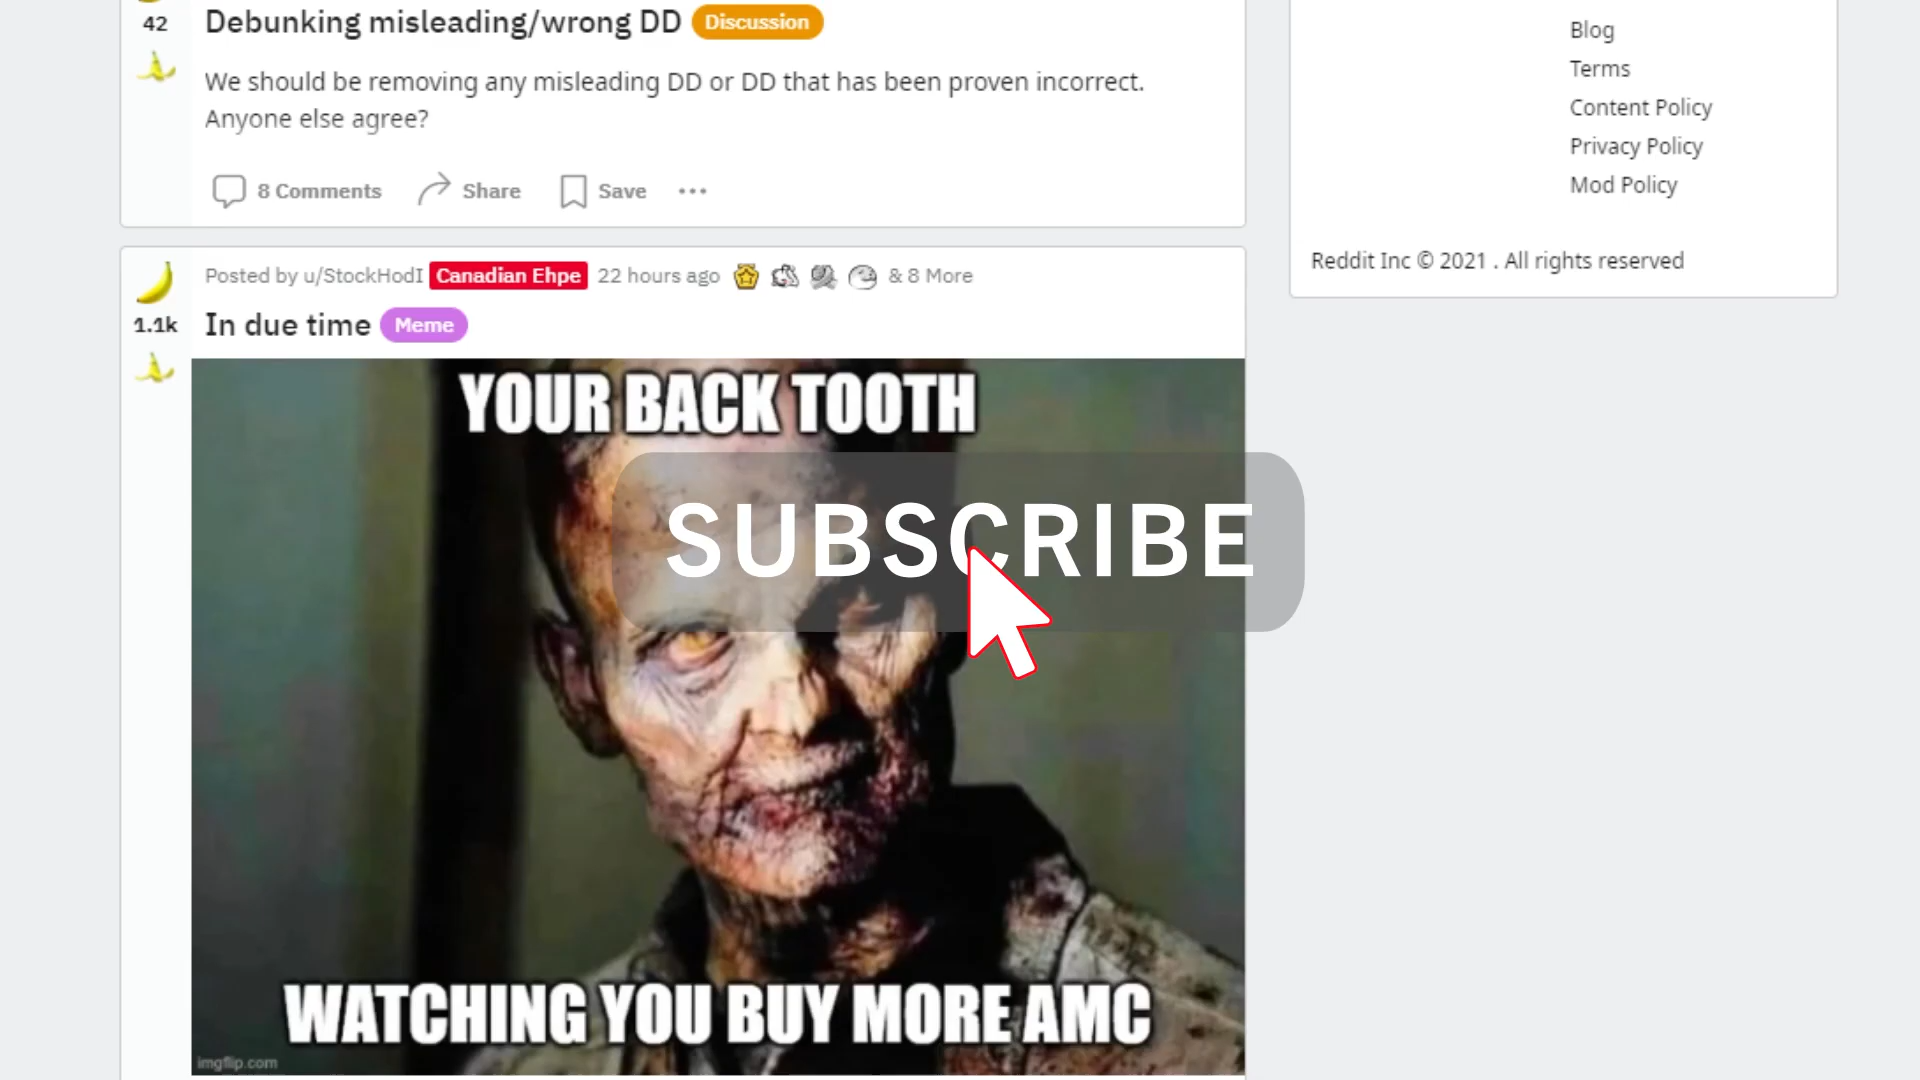 42
Debunking misleading/wrong DD Discussion
We should be removing any misleading DD or DD that has been proven incorrect.
Anyone else agree?
8 Comments Share Save
Posted by u/StockHodI Canadian Ehpe 22 hours ago & 8 More
1.1k
In due time Meme
YOUR BACK TOOTH
SUBSCRIBE
WATCHING YOU BUY MORE AMC
imgflip.com
Blog
Terms
Content Policy
Privacy Policy
Mod Policy
Reddit Inc © 2021 . All rights reserved